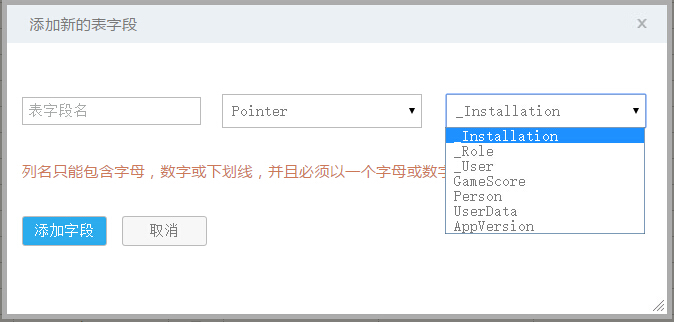 添加新的表字段
x
表字段名
Pointer
_Installation
_Installation
_Role
_User
GameScore
Person
UserData
AppVersion
列名只能包含字母，数字或下划线，并且必须以一个字母或数字
添加字段
取消